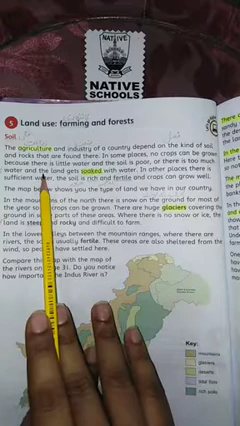 NATIVE
NATIVE
SCHOOLS
5 Land use: farming and forests
Soil
The agriculture and industry of a country depend on the kind of soil
and rocks that are found there. In some places, no crops can be grown
because there is little water and the soil is poor, or there is too much
water and the land gets soaked with water. In other places there is
sufficient water, the soil is rich and fertile and crops can grow well.
The map below shows you the type of land we have in our country.
In the mountains of the north there is snow on the ground for most of
the year so no crops can be grown. There are huge glaciers covering the
ground in parts of these areas. Where there is no snow or ice, the
land is steep and rocky and difficult to farm.
In the lower valleys between the mountain ranges, where there are
rivers, the soil is usually fertile. These areas are also sheltered from the
wind, so people have settled here.
Compare this map with the map of
the rivers on page 31. Do you notice
how important the Indus River is?
Key:
mountains
glaciers
deserts
tidal flat
rich soils